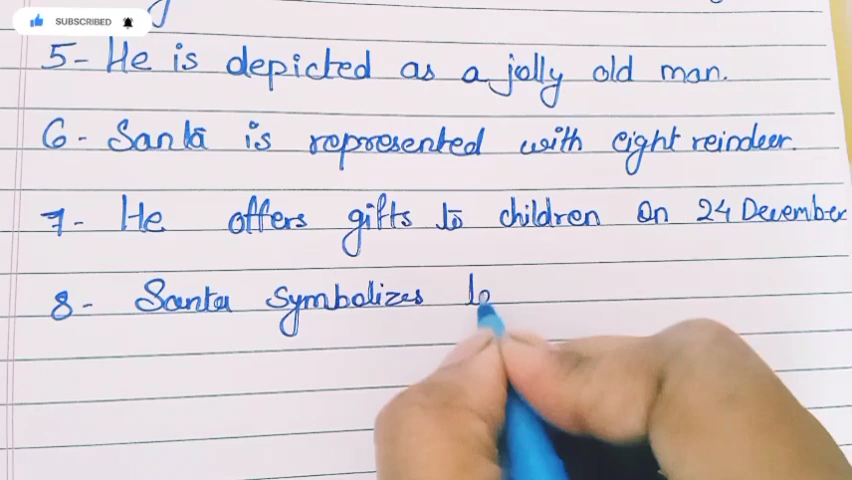 SUBSCRIBED
5- He is depicted as a jolly old man.
6- Santa is represented with eight reindeer.
7- He offers gifts to children on 24 December
8- Santa symbolizes lo